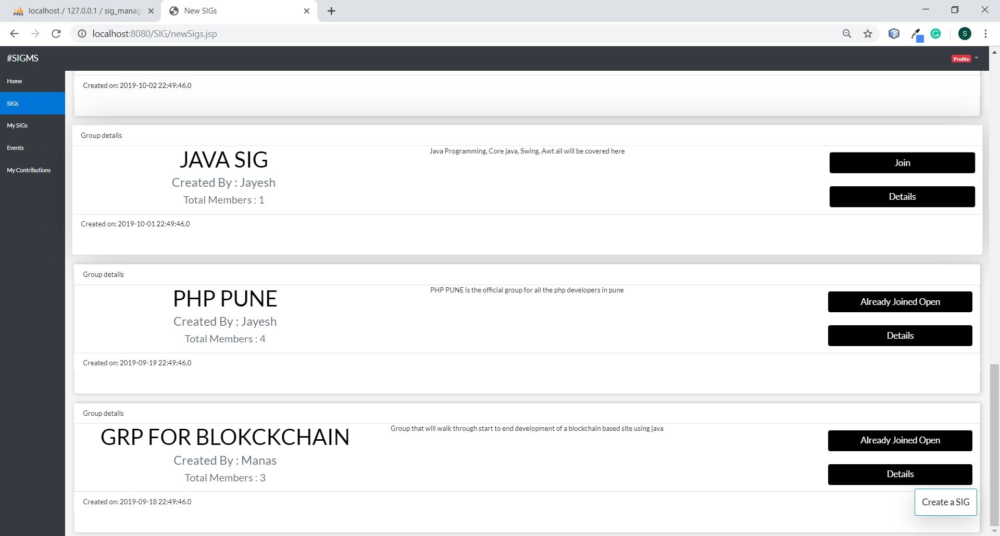 localhost / 127.0.0.1 / sig_manag
New SIGs
localhost:8080/SIG/newSigs.jsp
S
#SIGMS
Profile
Home
SIGs
My SIGs
Events
My Contributions
Created on: 2019-10-02 22:49:46.0
Group details
JAVA SIG
Created By : Jayesh
Total Members : 1
Java Programming, Core java, Swing, Awt all will be covered here
Join
Details
Created on: 2019-10-01 22:49:46.0
Group details
PHP PUNE
Created By : Jayesh
Total Members : 4
PHP PUNE is the official group for all the php developers in pune
Already Joined Open
Details
Created on: 2019-09-19 22:49:46.0
Group details
GRP FOR BLOKCKCHAIN
Created By : Manas
Total Members : 3
Group that will walk through start to end development of a blockchain based site using java
Already Joined Open
Details
Created on: 2019-09-18 22:49:46.0
Create a SIG